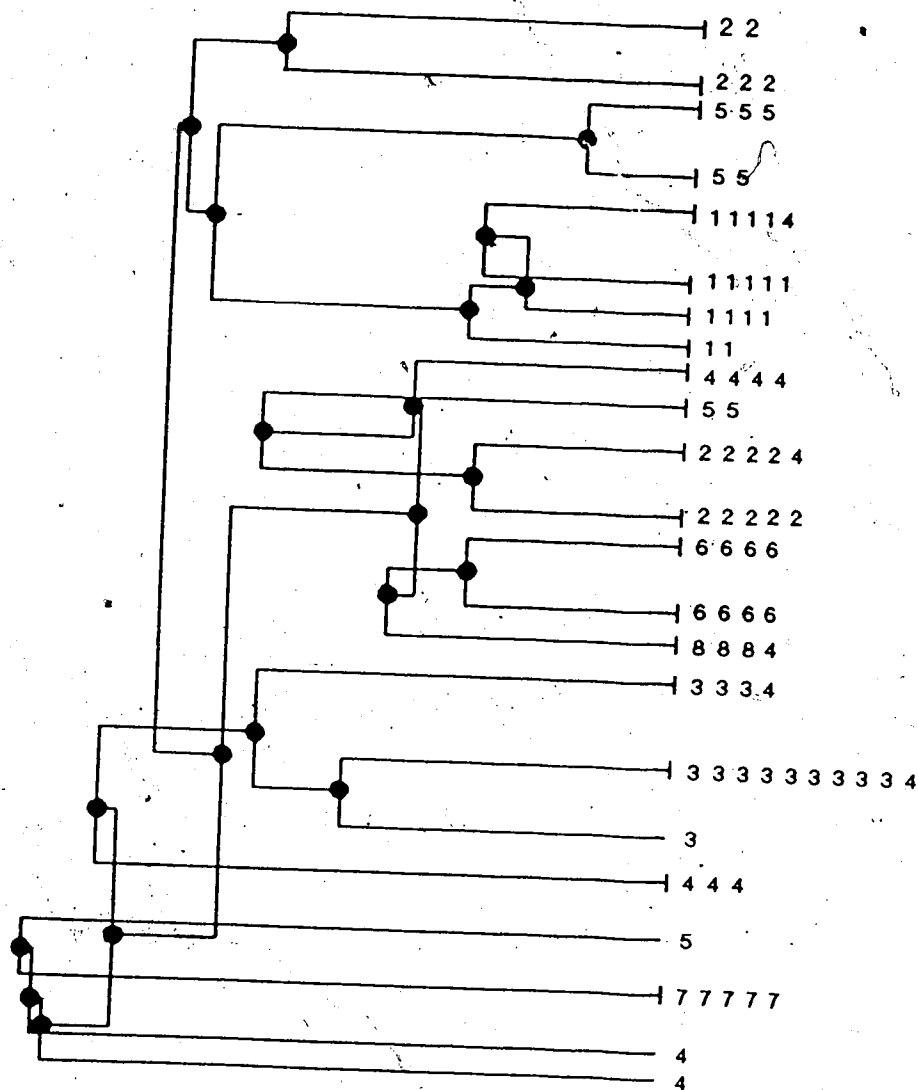 2 2
2 2 2
5 5 5
5 5
1 1 1 1 4
1 1 1 1 1
1 1 1 1
1 1
4 4 4 4
5 5
2 2 2 2 4
2 2 2 2 2
6 6 6 6
6 6 6 6
8 8 8 4
3 3 3 4
3 3 3 3 3 3 3 3 3 4
3
4 4 4
5
7 7 7 7 7
4
4